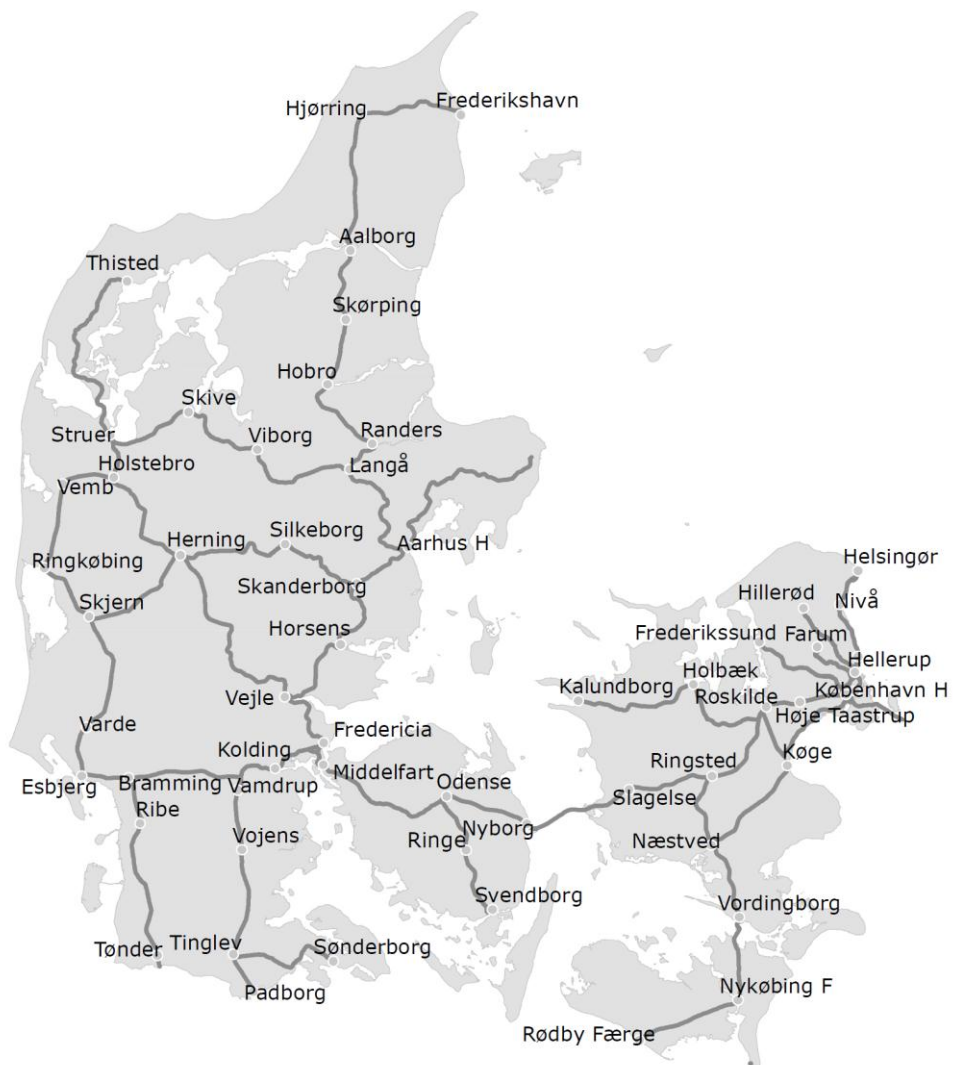 Frederikshavn
Hjørring
Aalborg
Thisted
Skørping
Hobro
Skive
Randers
Struer
Viborg
Holstebro
Langå
Vemb
Silkeborg
Herning
Aarhus H
Ringkøbing
Skanderborg
Helsingør
Hillerød
Nivå
Skjern
Horsens
Frederikssund
Farum
Hellerup
Holbæk
Kalundborg
København H
Vejle
Roskilde
Høje Taastrup
Varde
Fredericia
Kolding
Køge
Ringsted
Middelfart
Esbjerg
Bramming
Vamdrup
Odense
Slagelse
Ribe
Nyborg
Vojens
Ringe
Næstved
Svendborg
Vordingborg
Tønder
Tinglev
Sønderborg
Padborg
Nykøbing F
Rødby Færge